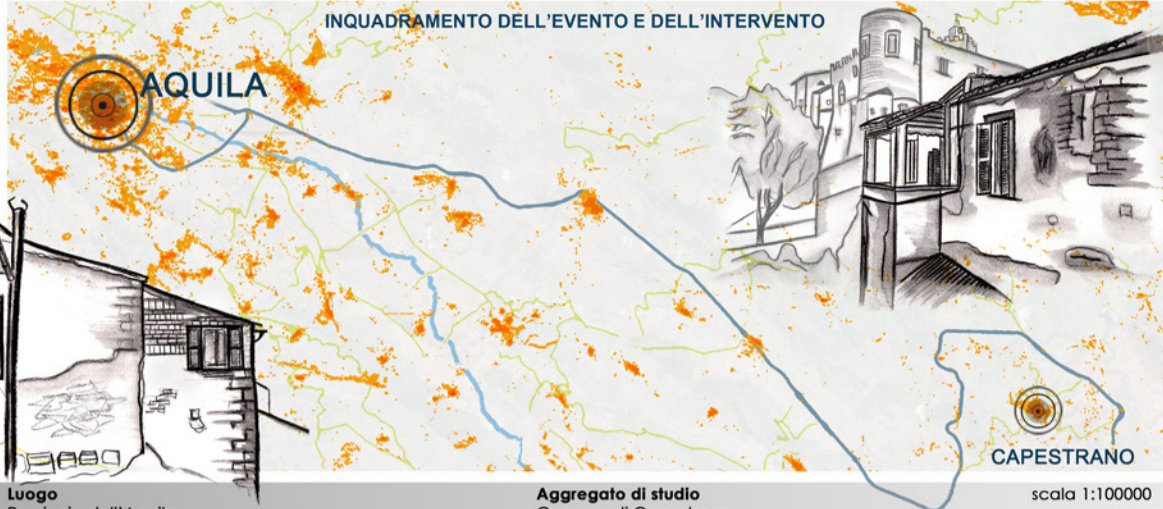 INQUADRAMENTO DELL'EVENTO E DELL'INTERVENTO
AQUILA
CAPESTRANO
Luogo
Aggregato di studio
scala 1:100000